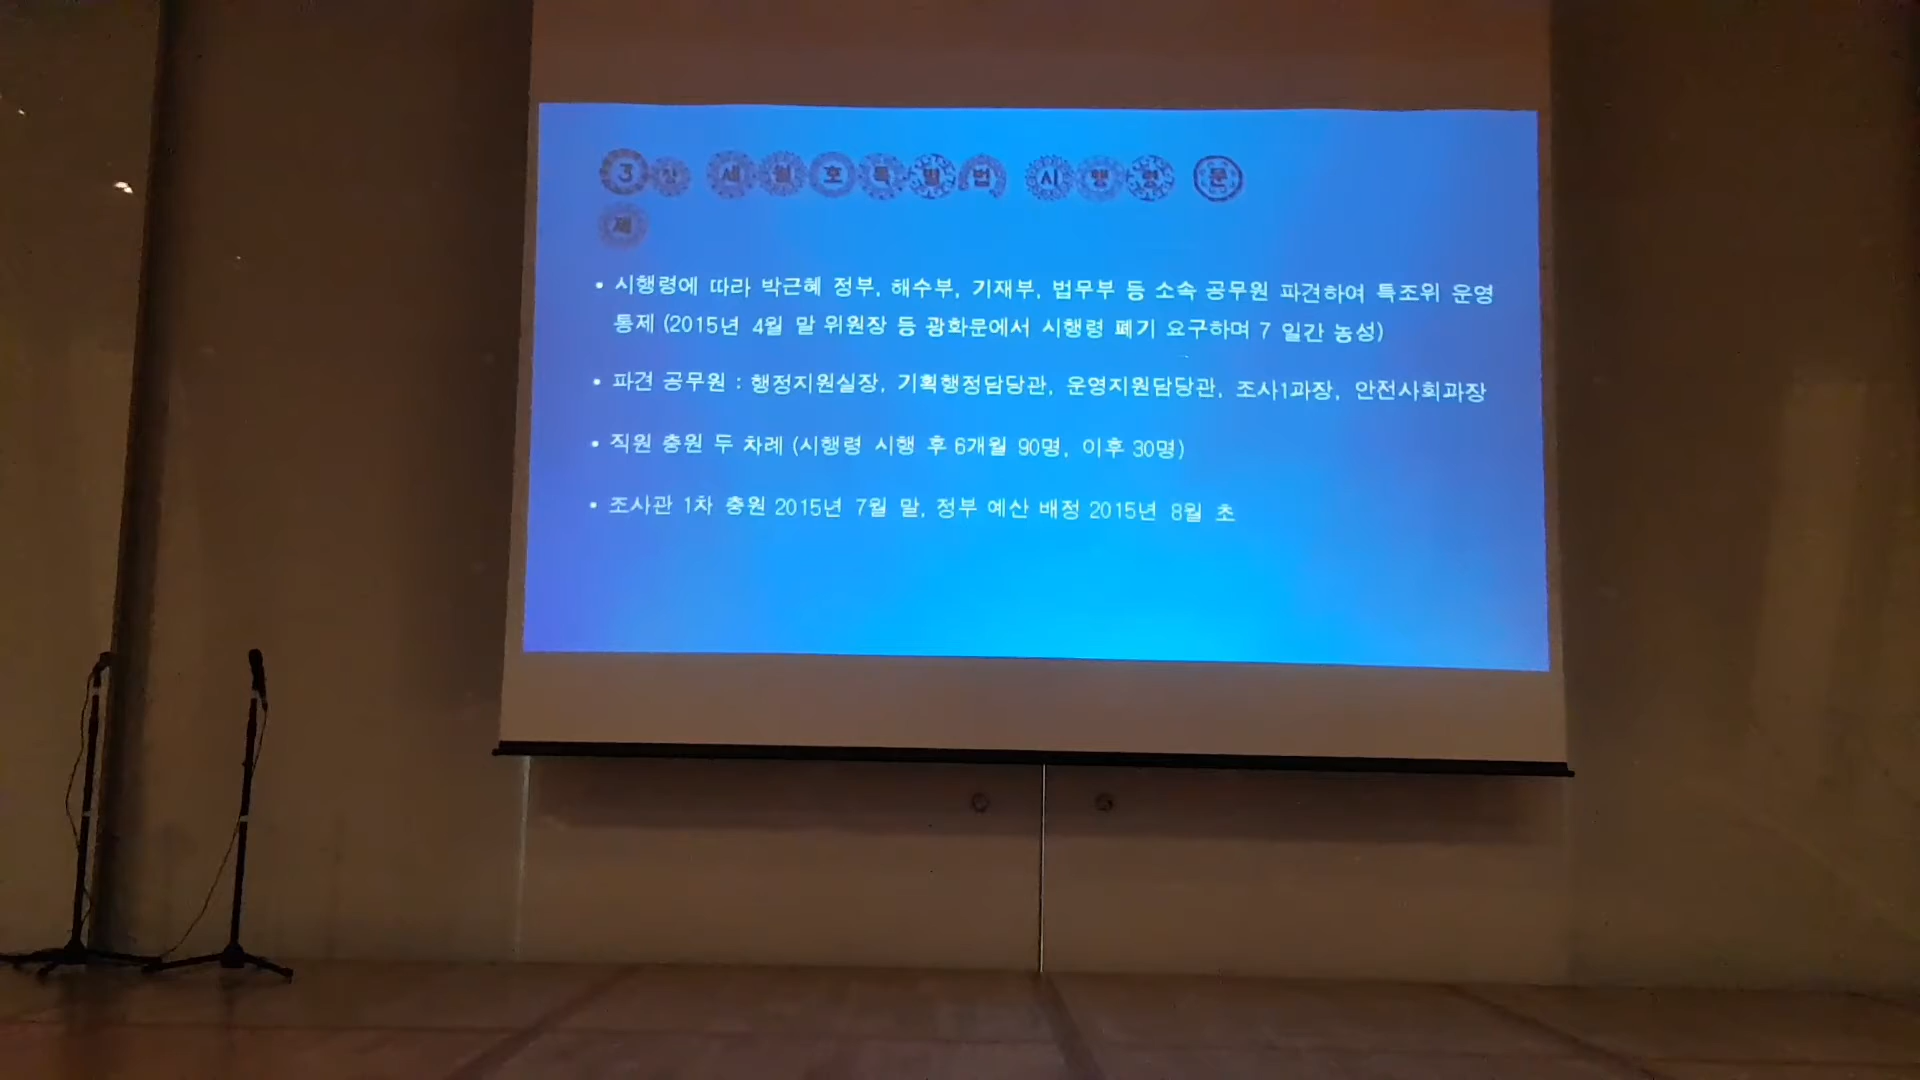 3장 세월호특별법 시행령 문
제
• 시행령에 따라 박근혜 정부, 해수부, 기재부, 법무부 등 소속 공무원 파견하여 특조위 운영
통제 (2015년 4월 말 위원장 등 광화문에서 시행령 폐기 요구하며 7 일간 농성)
• 파견 공무원 : 행정지원실장, 기획행정담당관, 운영지원담당관, 조사1과장, 안전사회과장
• 직원 충원 두 차례 (시행령 시행 후 6개월 90명, 이후 30명)
• 조사관 1차 충원 2015년 7월 말, 정부 예산 배정 2015년 8월 초